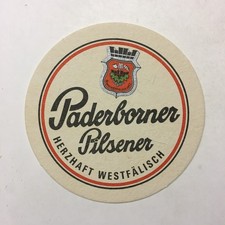 Paderborner
Pilsener
HERZHAFT WESTFÄLISCH